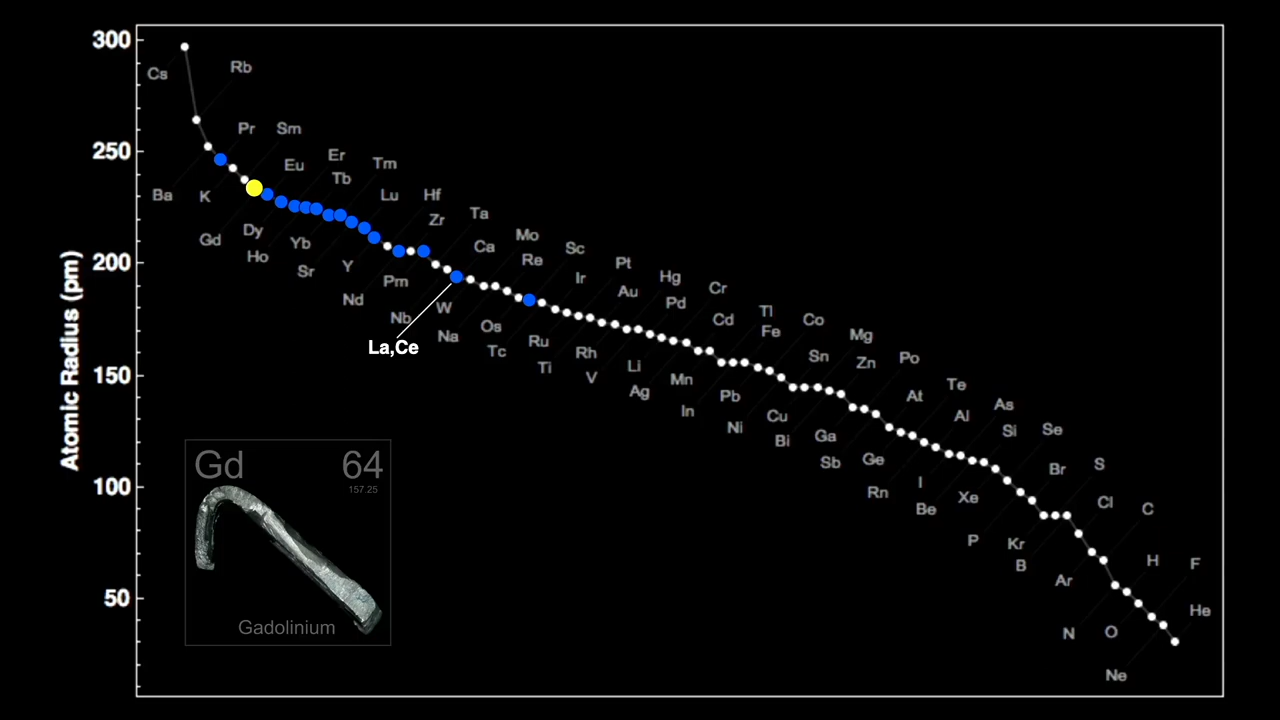 300
250
200
150
100
50
Atomic Radius (pm)
Cs
Rb
Pr
Sm
Eu
Er
Tb
Tm
Ba
K
Lu
Hf
Gd
Dy
Zr
Ta
Ho
Yb
Ca
Mo
Sr
Y
Re
Sc
Nd
Pm
Ir
Pt
Nb
W
Au
Hg
La,Ce
Na
Os
Pd
Cr
Tc
Ru
Cd
Tl
Ti
Rh
Fe
Co
V
Li
Sn
Mg
Ag
Mn
Zn
Po
In
Pb
At
Te
Ni
Cu
Al
As
Bi
Ga
Si
Se
Sb
Ge
Br
S
Rn
I
Cl
C
Be
Xe
P
Kr
H
F
B
Ar
He
N
O
Ne
Gd 64
157.25
Gadolinium